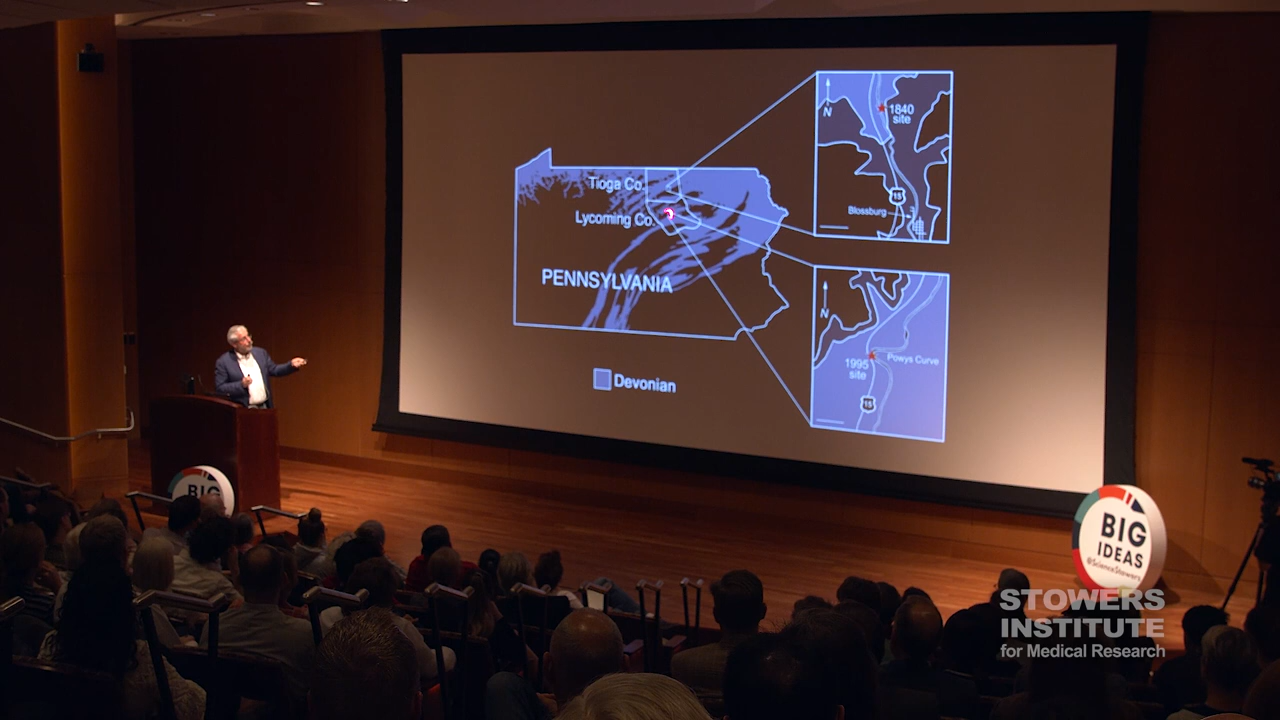 N
1840
site
15
Blossburg
Tioga Co.
Lycoming Co.
PENNSYLVANIA
N
1995
site
Powys Curve
15
Devonian
BIG
BIG
IDEAS
@ScienceStowers
STOWERS
INSTITUTE
for Medical Research